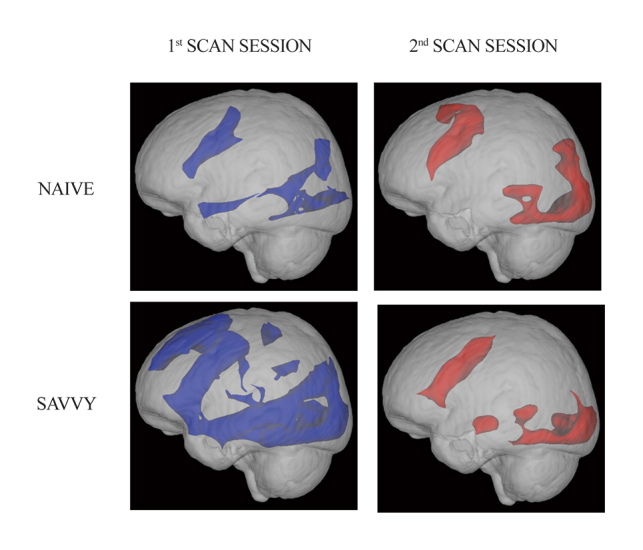 1st SCAN SESSION
2nd SCAN SESSION
NAIVE
SAVVY